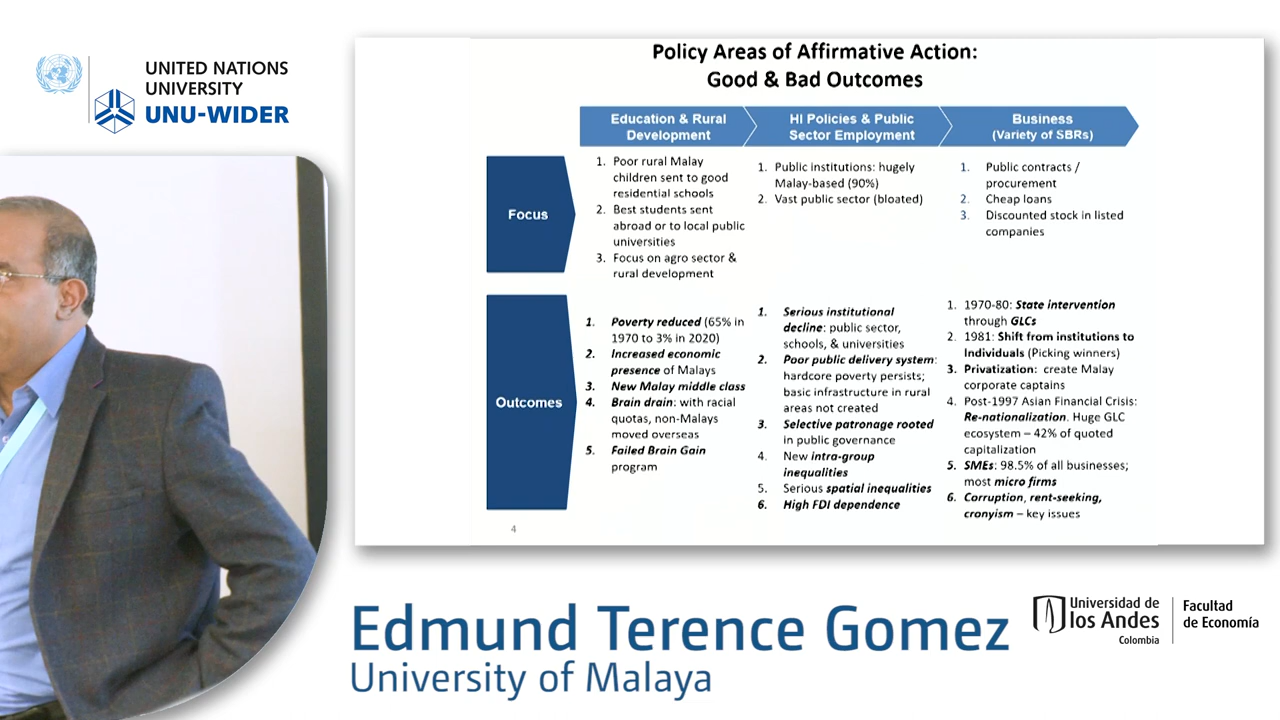 UNITED NATIONS
UNIVERSITY
UNU-WIDER
Policy Areas of Affirmative Action:
Good & Bad Outcomes
Education & Rural
Development
HI Policies & Public
Sector Employment
Business
(Variety of SBRs)
Focus
1. Poor rural Malay
children sent to good
residential schools
2. Best students sent
abroad or to local public
universities
3. Focus on agro sector &
rural development
1. Public institutions: hugely
Malay-based (90%)
2. Vast public sector (bloated)
1. Public contracts /
procurement
2. Cheap loans
3. Discounted stock in listed
companies
Outcomes
1. Poverty reduced (65% in
1970 to 3% in 2020)
2. Increased economic
presence of Malays
3. New Malay middle class
4. Brain drain: with racial
quotas, non-Malays
moved overseas
5. Failed Brain Gain
program
1. Serious institutional
decline: public sector,
schools, & universities
2. Poor public delivery system:
hardcore poverty persists;
basic infrastructure in rural
areas not created
3. Selective patronage rooted
in public governance
4. New intra-group
inequalities
5. Serious spatial inequalities
6. High FDI dependence
1. 1970-80: State intervention
through GLCs
2. 1981: Shift from institutions to
Individuals (Picking winners)
3. Privatization: create Malay
corporate captains
4. Post-1997 Asian Financial Crisis:
Re-nationalization. Huge GLC
ecosystem – 42% of quoted
capitalization
5. SMEs: 98.5% of all businesses;
most micro firms
6. Corruption, rent-seeking,
cronyism – key issues
4
Edmund Terence Gomez
University of Malaya
Universidad de
los Andes
Colombia
Facultad
de Economía